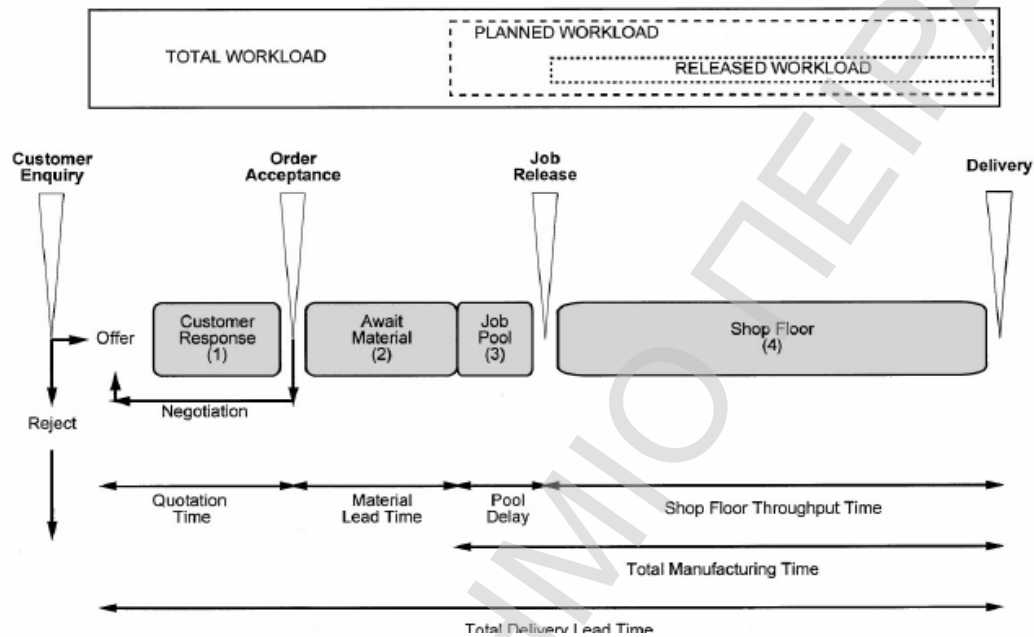 TOTAL WORKLOAD
PLANNED WORKLOAD
RELEASED WORKLOAD
Customer
Enquiry
Order
Acceptance
Job
Release
Delivery
Offer
Customer
Response
(1)
Await
Material
(2)
Job
Pool
(3)
Shop Floor
(4)
Negotiation
Reject
Quotation
Time
Material
Lead Time
Pool
Delay
Shop Floor Throughput Time
Total Manufacturing Time
Total Delivery Lead Time
ΜΙΟ ΠΕΙΡΑ